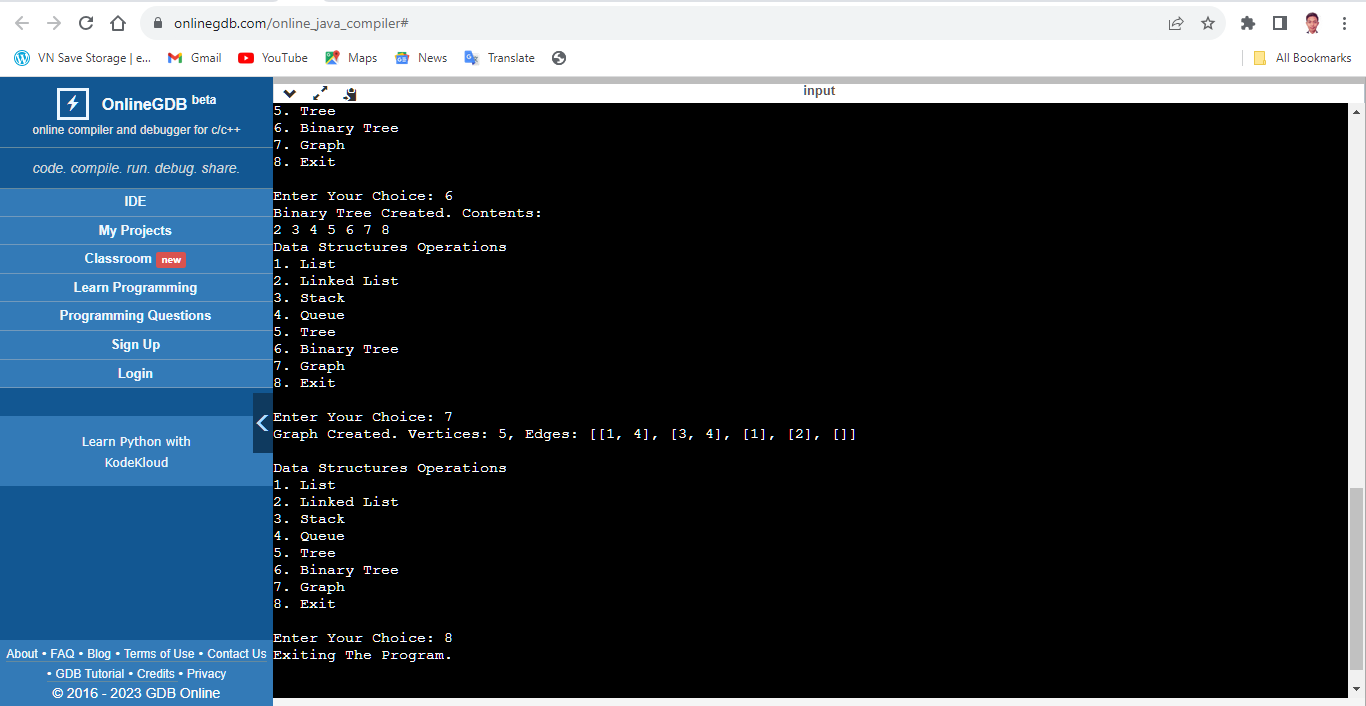 onlinegdb.com/online_java_compiler#
VN Save Storage | e... Gmail YouTube Maps News Translate All Bookmarks
OnlineGDB beta
online compiler and debugger for c/c++
code. compile. run. debug. share.
IDE
My Projects
Classroom new
Learn Programming
Programming Questions
Sign Up
Login
Learn Python with
KodeKloud
About • FAQ • Blog • Terms of Use • Contact Us
• GDB Tutorial • Credits • Privacy
© 2016 - 2023 GDB Online
input
5. Tree
6. Binary Tree
7. Graph
8. Exit
Enter Your Choice: 6
Binary Tree Created. Contents:
2 3 4 5 6 7 8
Data Structures Operations
1. List
2. Linked List
3. Stack
4. Queue
5. Tree
6. Binary Tree
7. Graph
8. Exit
Enter Your Choice: 7
Graph Created. Vertices: 5, Edges: [[1, 4], [3, 4], [1], [2], []]
Data Structures Operations
1. List
2. Linked List
3. Stack
4. Queue
5. Tree
6. Binary Tree
7. Graph
8. Exit
Enter Your Choice: 8
Exiting The Program.